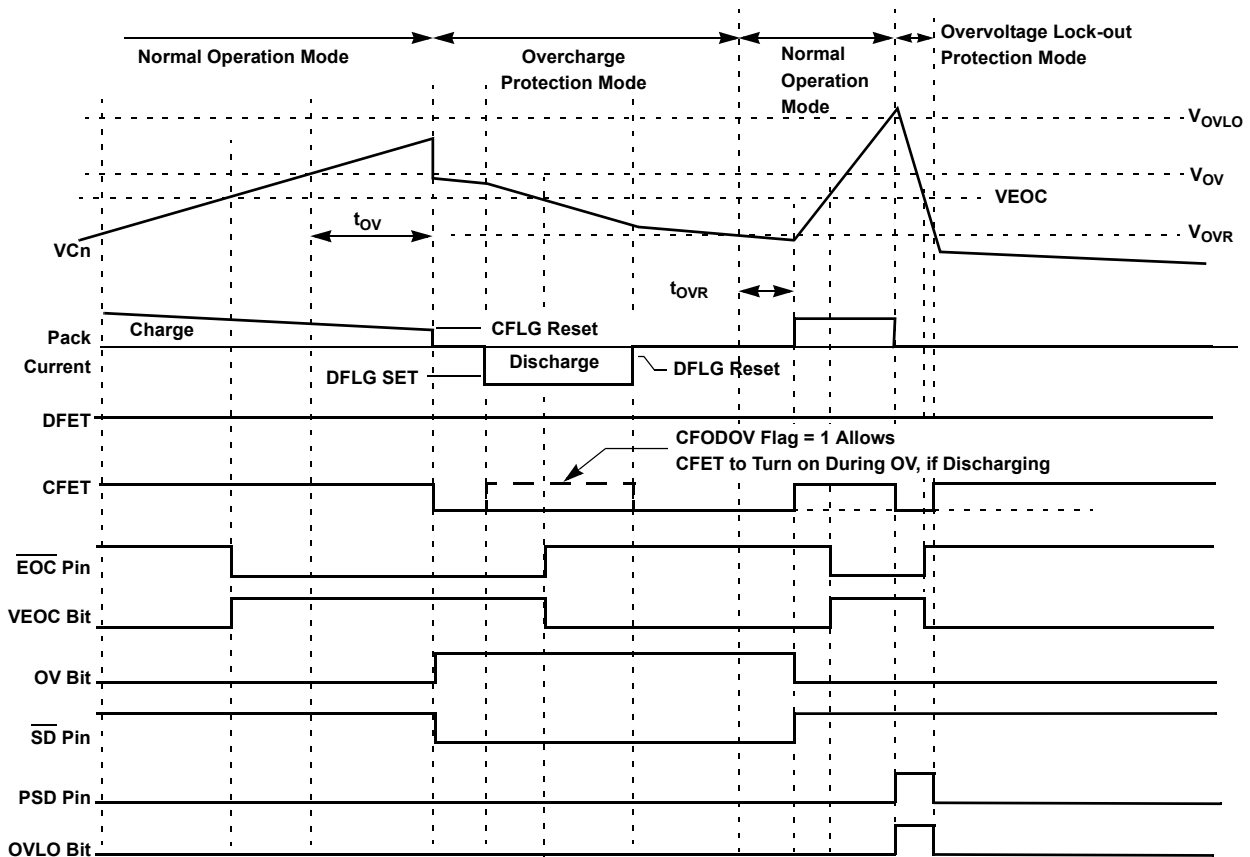 Normal Operation Mode
Overcharge
Protection Mode
Normal
Operation
Mode
Overvoltage Lock-out
Protection Mode
VOVLO
VOV
VEOC
tOV
VOVR
VCn
tOVR
Charge
CFLG Reset
Pack
Current
Discharge
DFLG SET
DFLG Reset
DFET
CFODOV Flag = 1 Allows
CFET to Turn on During OV, if Discharging
CFET
EOC Pin
VEOC Bit
OV Bit
SD Pin
PSD Pin
OVLO Bit